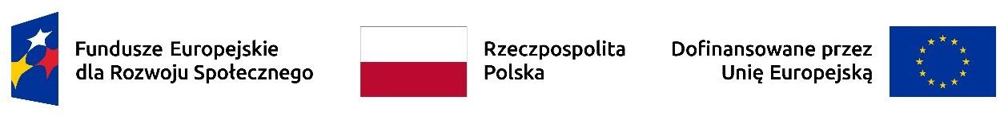 Fundusze Europejskie
dla Rozwoju Społecznego
Rzeczpospolita
Polska
Dofinansowane przez
Unię Europejską